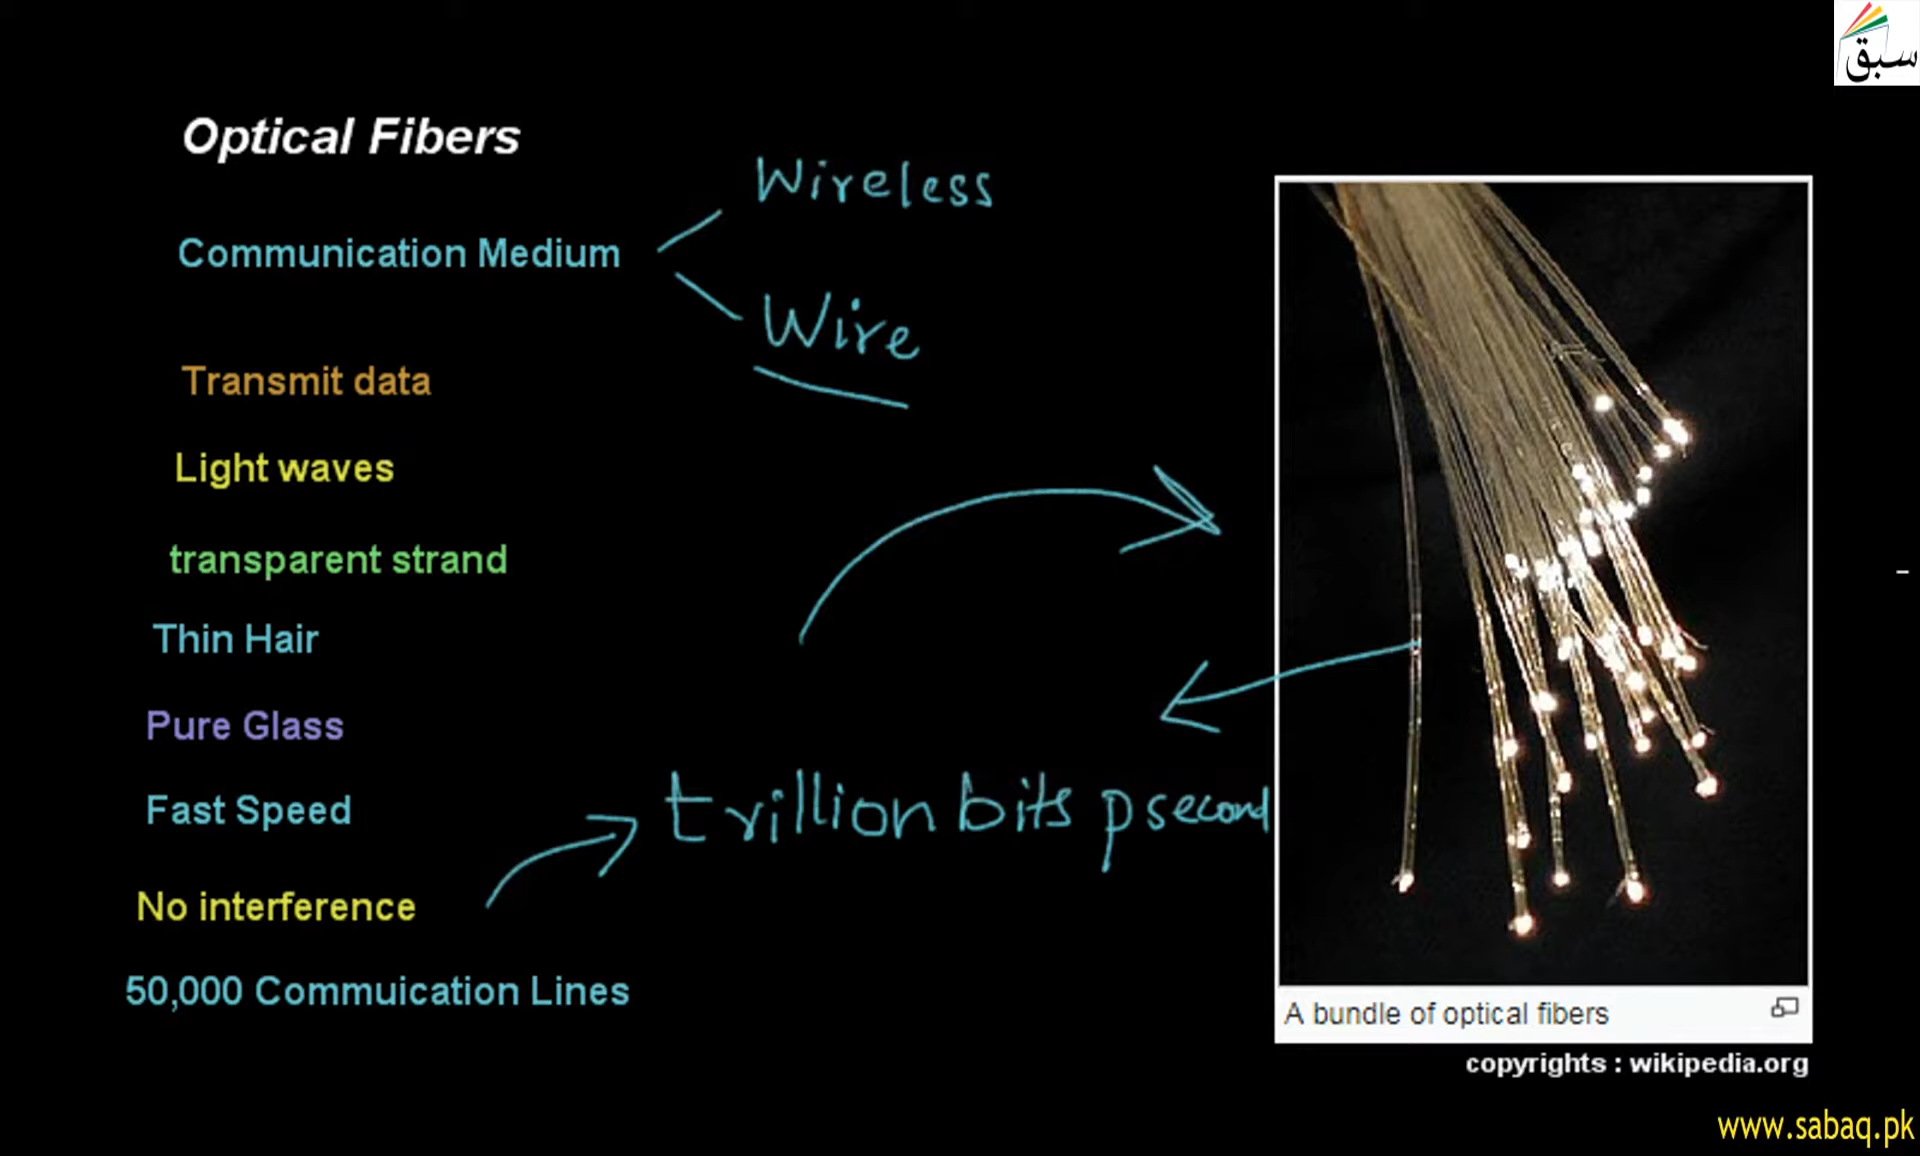 سبق
Optical Fibers
Wireless
Communication Medium
Wire
Transmit data
Light waves
transparent strand
Thin Hair
Pure Glass
Fast Speed
trillion bits p second
No interference
50,000 Commuication Lines
A bundle of optical fibers
copyrights : wikipedia.org
www.sabaq.pk